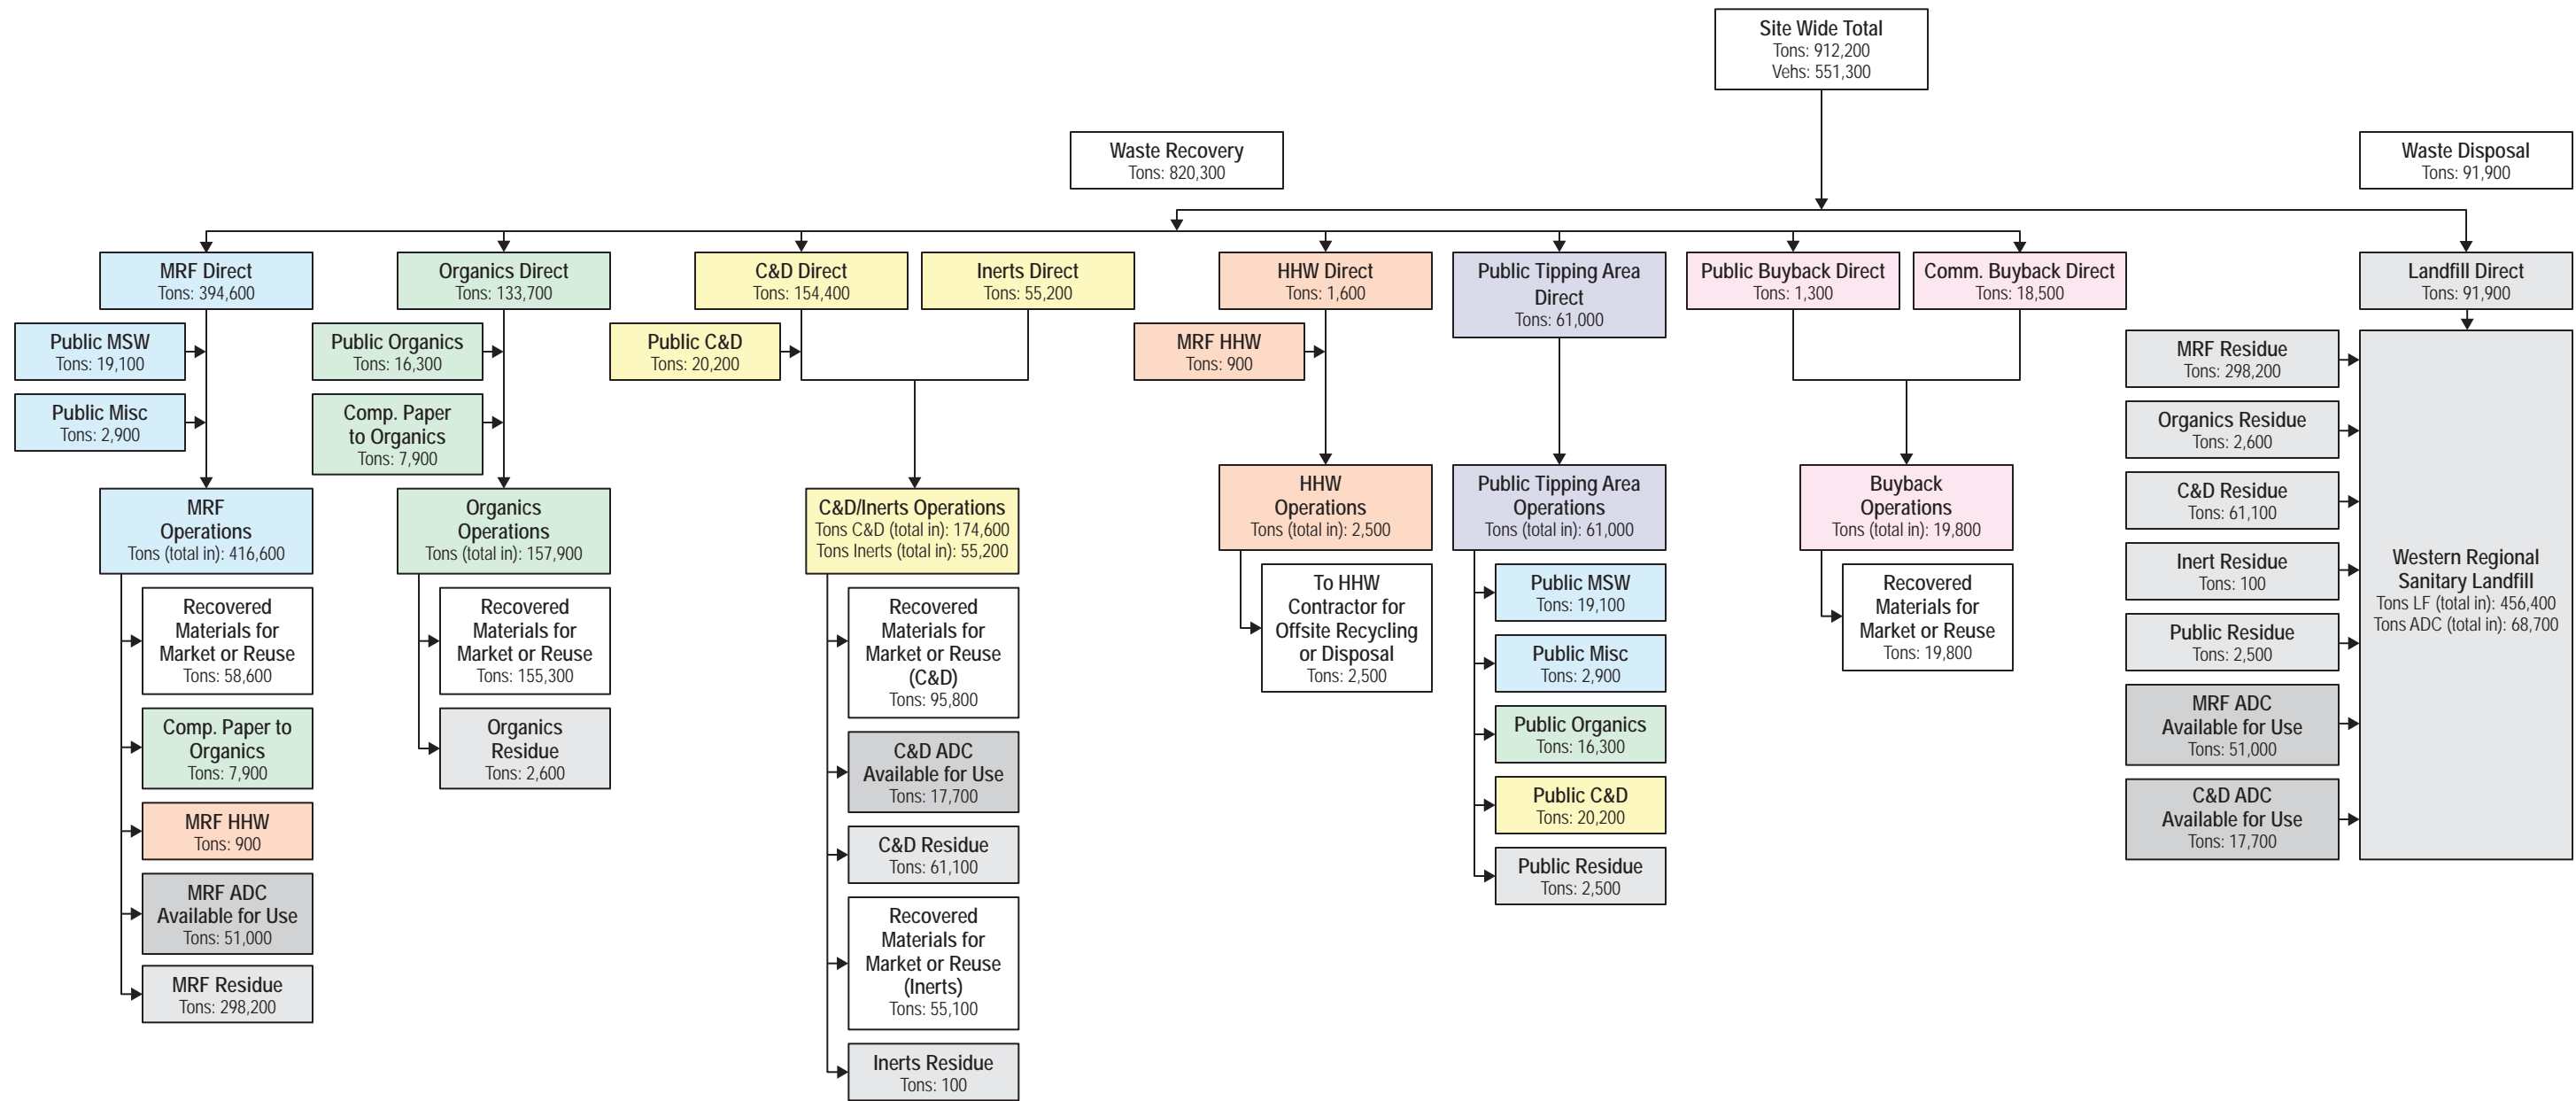 Site Wide Total
Tons: 912,200
Vehs: 551,300
Waste Recovery
Tons: 820,300
Waste Disposal
Tons: 91,900
MRF Direct
Tons: 394,600
Organics Direct
Tons: 133,700
C&D Direct
Tons: 154,400
Inerts Direct
Tons: 55,200
HHW Direct
Tons: 1,600
Public Tipping Area
Direct
Tons: 61,000
Public Buyback Direct
Tons: 1,300
Comm. Buyback Direct
Tons: 18,500
Landfill Direct
Tons: 91,900
Public MSW
Tons: 19,100
Public Misc
Tons: 2,900
Public Organics
Tons: 16,300
Comp. Paper
to Organics
Tons: 7,900
Public C&D
Tons: 20,200
MRF HHW
Tons: 900
MRF
Operations
Tons (total in): 416,600
Recovered
Materials for
Market or Reuse
Tons: 58,600
Comp. Paper to
Organics
Tons: 7,900
MRF HHW
Tons: 900
MRF ADC
Available for Use
Tons: 51,000
MRF Residue
Tons: 298,200
Organics
Operations
Tons (total in): 157,900
Recovered
Materials for
Market or Reuse
Tons: 155,300
Organics
Residue
Tons: 2,600
C&D/Inerts Operations
Tons C&D (total in): 174,600
Tons Inerts (total in): 55,200
Recovered
Materials for
Market or Reuse
(C&D)
Tons: 95,800
C&D ADC
Available for Use
Tons: 17,700
C&D Residue
Tons: 61,100
Recovered
Materials for
Market or Reuse
(Inerts)
Tons: 55,100
Inerts Residue
Tons: 100
HHW
Operations
Tons (total in): 2,500
To HHW
Contractor for
Offsite Recycling
or Disposal
Tons: 2,500
Public Tipping Area
Operations
Tons (total in): 61,000
Public MSW
Tons: 19,100
Public Misc
Tons: 2,900
Public Organics
Tons: 16,300
Public C&D
Tons: 20,200
Public Residue
Tons: 2,500
Buyback
Operations
Tons (total in): 19,800
Recovered
Materials for
Market or Reuse
Tons: 19,800
MRF Residue
Tons: 298,200
Organics Residue
Tons: 2,600
C&D Residue
Tons: 61,100
Inert Residue
Tons: 100
Public Residue
Tons: 2,500
MRF ADC
Available for Use
Tons: 51,000
C&D ADC
Available for Use
Tons: 17,700
Western Regional
Sanitary Landfill
Tons LF (total in): 456,400
Tons ADC (total in): 68,700